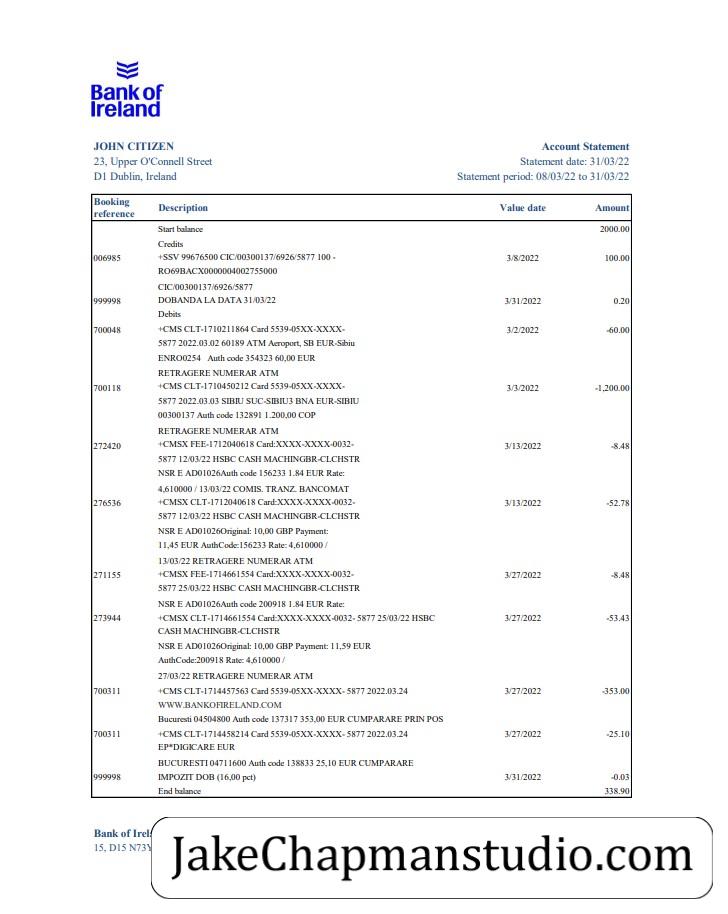 Bank of
Ireland
JOHN CITIZEN
23, Upper O'Connell Street
D1 Dublin, Ireland
Account Statement
Statement date: 31/03/22
Statement period: 08/03/22 to 31/03/22
Booking reference Description Value date Amount
Start balance 2000.00
Credits
006985 +SSV 99676500 CIC/00300137/6926/5877 100 - 3/8/2022 100.00
RO69BACX0000004002755000
CIC/00300137/6926/5877
999998 DOBANDA LA DATA 31/03/22 3/31/2022 0.20
Debits
700048 +CMS CLT-1710211864 Card 5539-05XX-XXXX- 3/2/2022 -60.00
5877 2022.03.02 60189 ATM Aeroport, SB EUR-Sibiu
ENRO0254 Auth code 354323 60,00 EUR
RETRAGERE NUMERAR ATM
700118 +CMS CLT-1710450212 Card 5539-05XX-XXXX- 3/3/2022 -1,200.00
5877 2022.03.03 SIBIU SUC-SIBIU3 BNA EUR-SIBIU
00300137 Auth code 132891 1.200,00 COP
RETRAGERE NUMERAR ATM
272420 +CMSX FEE-1712040618 Card:XXXX-XXXX-0032- 3/13/2022 -8.48
5877 12/03/22 HSBC CASH MACHINGBR-CLCHSTR
NSR E AD01026Auth code 156233 1.84 EUR Rate:
4,610000 / 13/03/22 COMIS. TRANZ. BANCOMAT
276536 +CMSX CLT-1712040618 Card:XXXX-XXXX-0032- 3/13/2022 -52.78
5877 12/03/22 HSBC CASH MACHINGBR-CLCHSTR
NSR E AD01026Original: 10,00 GBP Payment:
11,45 EUR AuthCode:156233 Rate: 4,610000 /
13/03/22 RETRAGERE NUMERAR ATM
271155 +CMSX FEE-1714661554 Card:XXXX-XXXX-0032- 3/27/2022 -8.48
5877 25/03/22 HSBC CASH MACHINGBR-CLCHSTR
NSR E AD01026Auth code 200918 1.84 EUR Rate:
273944 +CMSX CLT-1714661554 Card:XXXX-XXXX-0032- 5877 25/03/22 HSBC 3/27/2022 -53.43
CASH MACHINGBR-CLCHSTR
NSR E AD01026Original: 10,00 GBP Payment: 11,59 EUR
AuthCode:200918 Rate: 4,610000 /
27/03/22 RETRAGERE NUMERAR ATM
700311 +CMS CLT-1714457563 Card 5539-05XX-XXXX- 5877 2022.03.24 3/27/2022 -353.00
WWW.BANKOFIRELAND.COM
Bucuresti 04504800 Auth code 137317 353,00 EUR CUMPARARE PRIN POS
700311 +CMS CLT-1714458214 Card 5539-05XX-XXXX- 5877 2022.03.24 3/27/2022 -25.10
EP*DIGICARE EUR
BUCURESTI 04711600 Auth code 138833 25,10 EUR CUMPARARE
999998 IMPOZIT DOB (16,00 pct) 3/31/2022 -0.03
End balance 338.90
Bank of
15, D15
JakeChapmanstudio.com